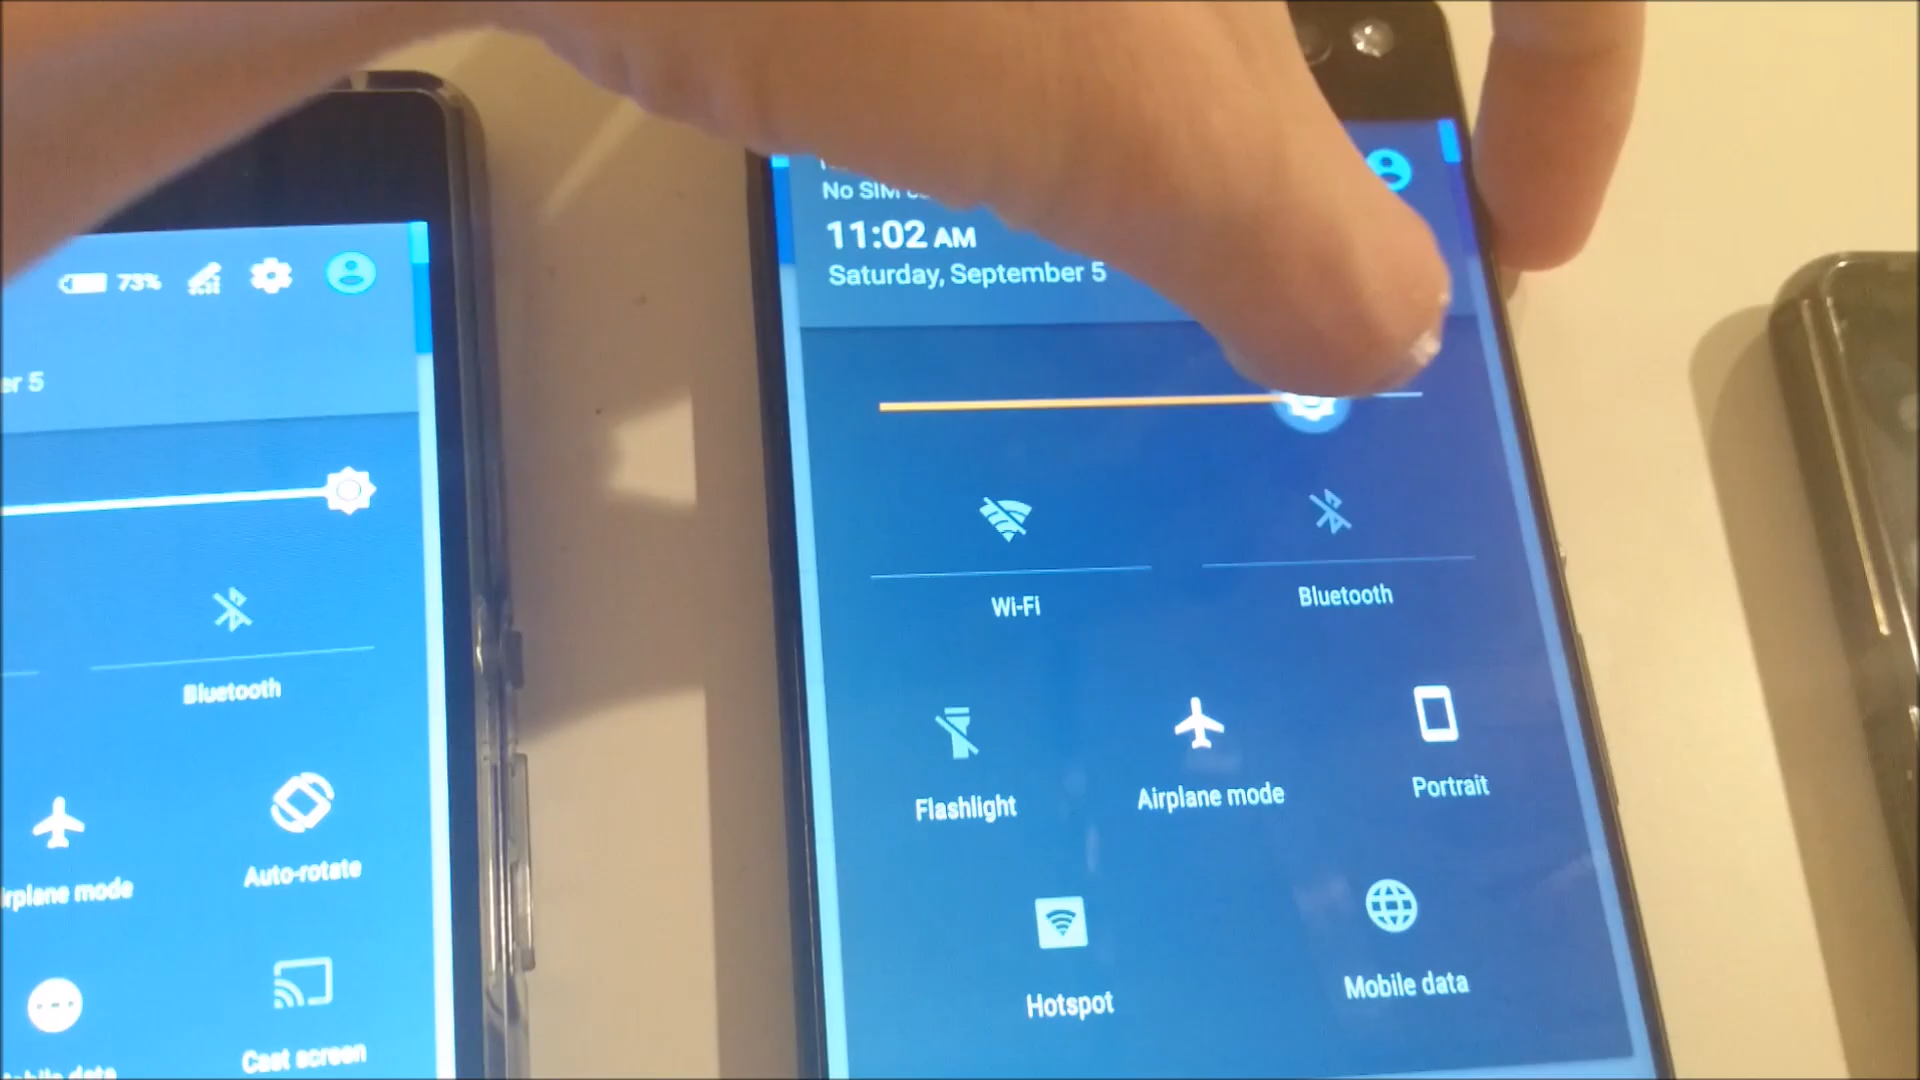 73%
er 5
Bluetooth
irplane mode
Auto-rotate
Cast screen
No SIM
11:02 AM
Saturday, September 5
Wi-Fi
Bluetooth
Flashlight
Airplane mode
Portrait
Hotspot
Mobile data